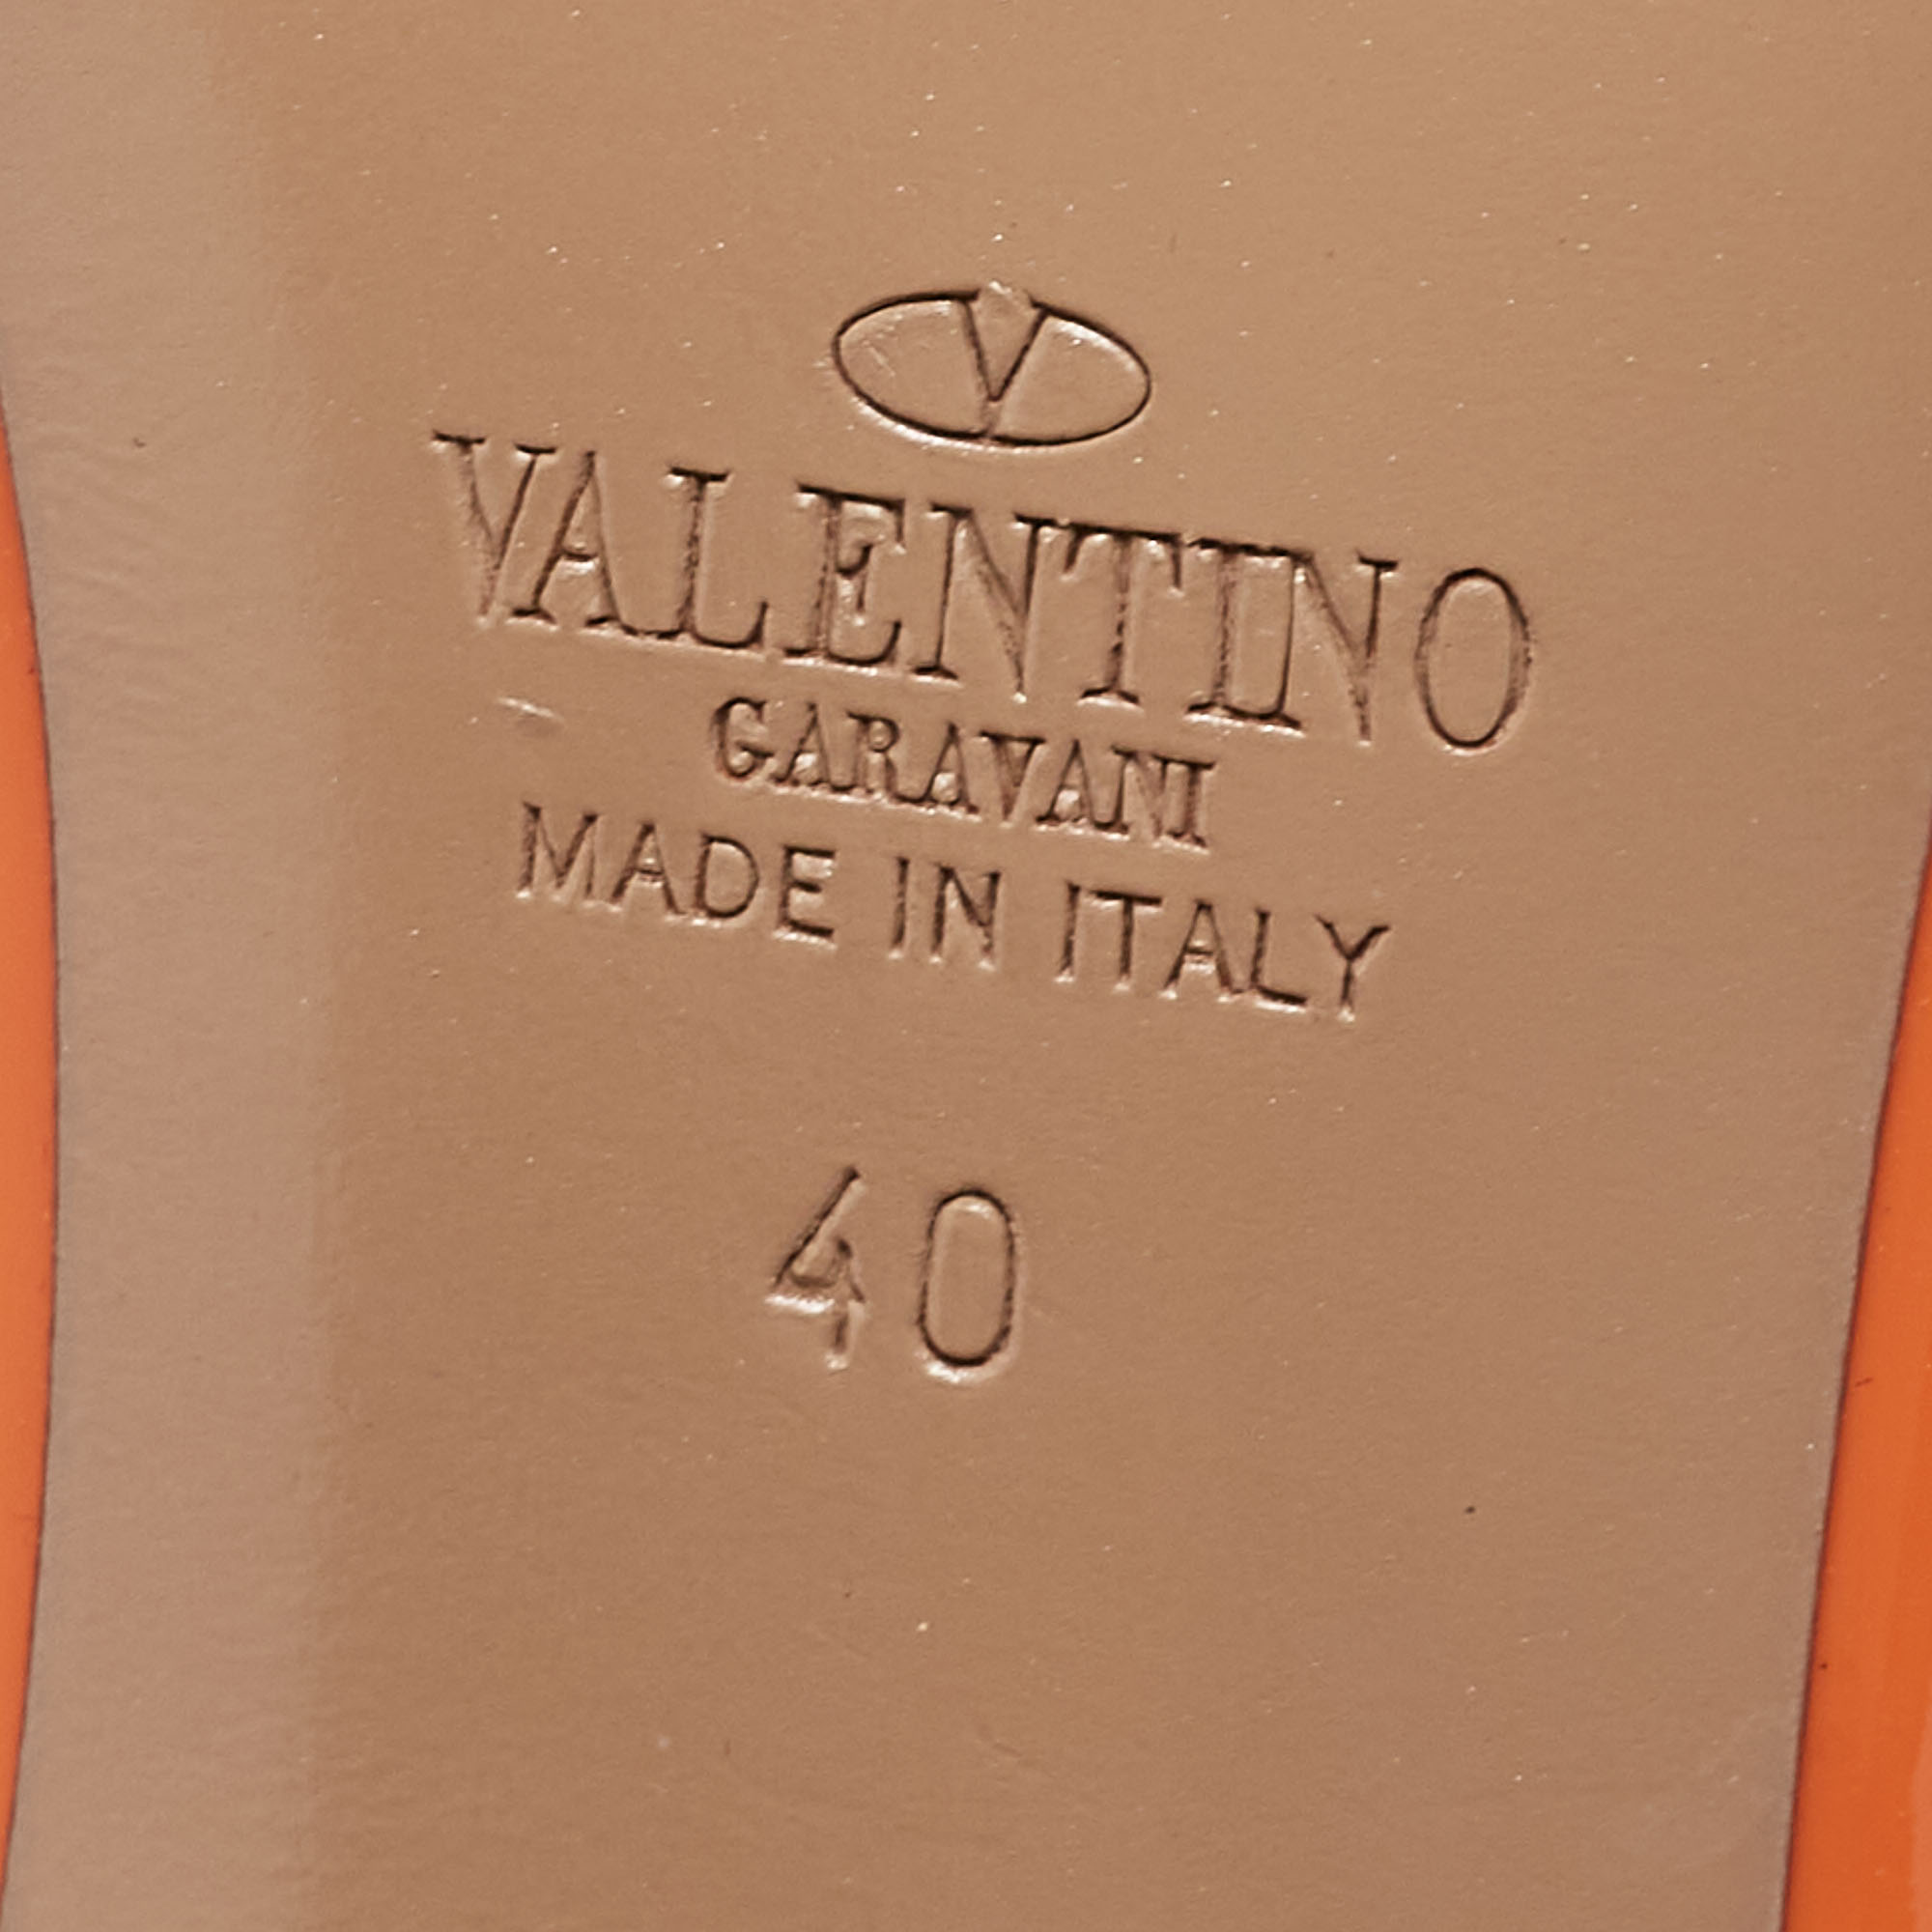 V
VALENTINO
GARAVANI
MADE IN ITALY
40